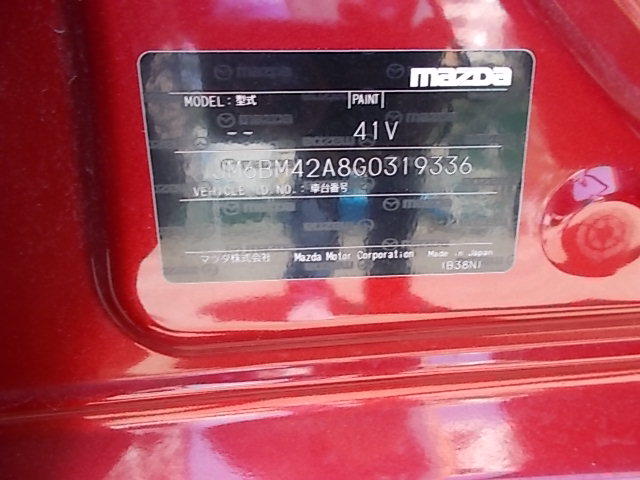 mazda
MODEL: 型式 PAINT
-- 41V
JM6BM42A8G0319336
VEHICLE I.D.NO.: 車台番号
マツダ株式会社 Mazda Motor Corporation Made in Japan
(B38N)